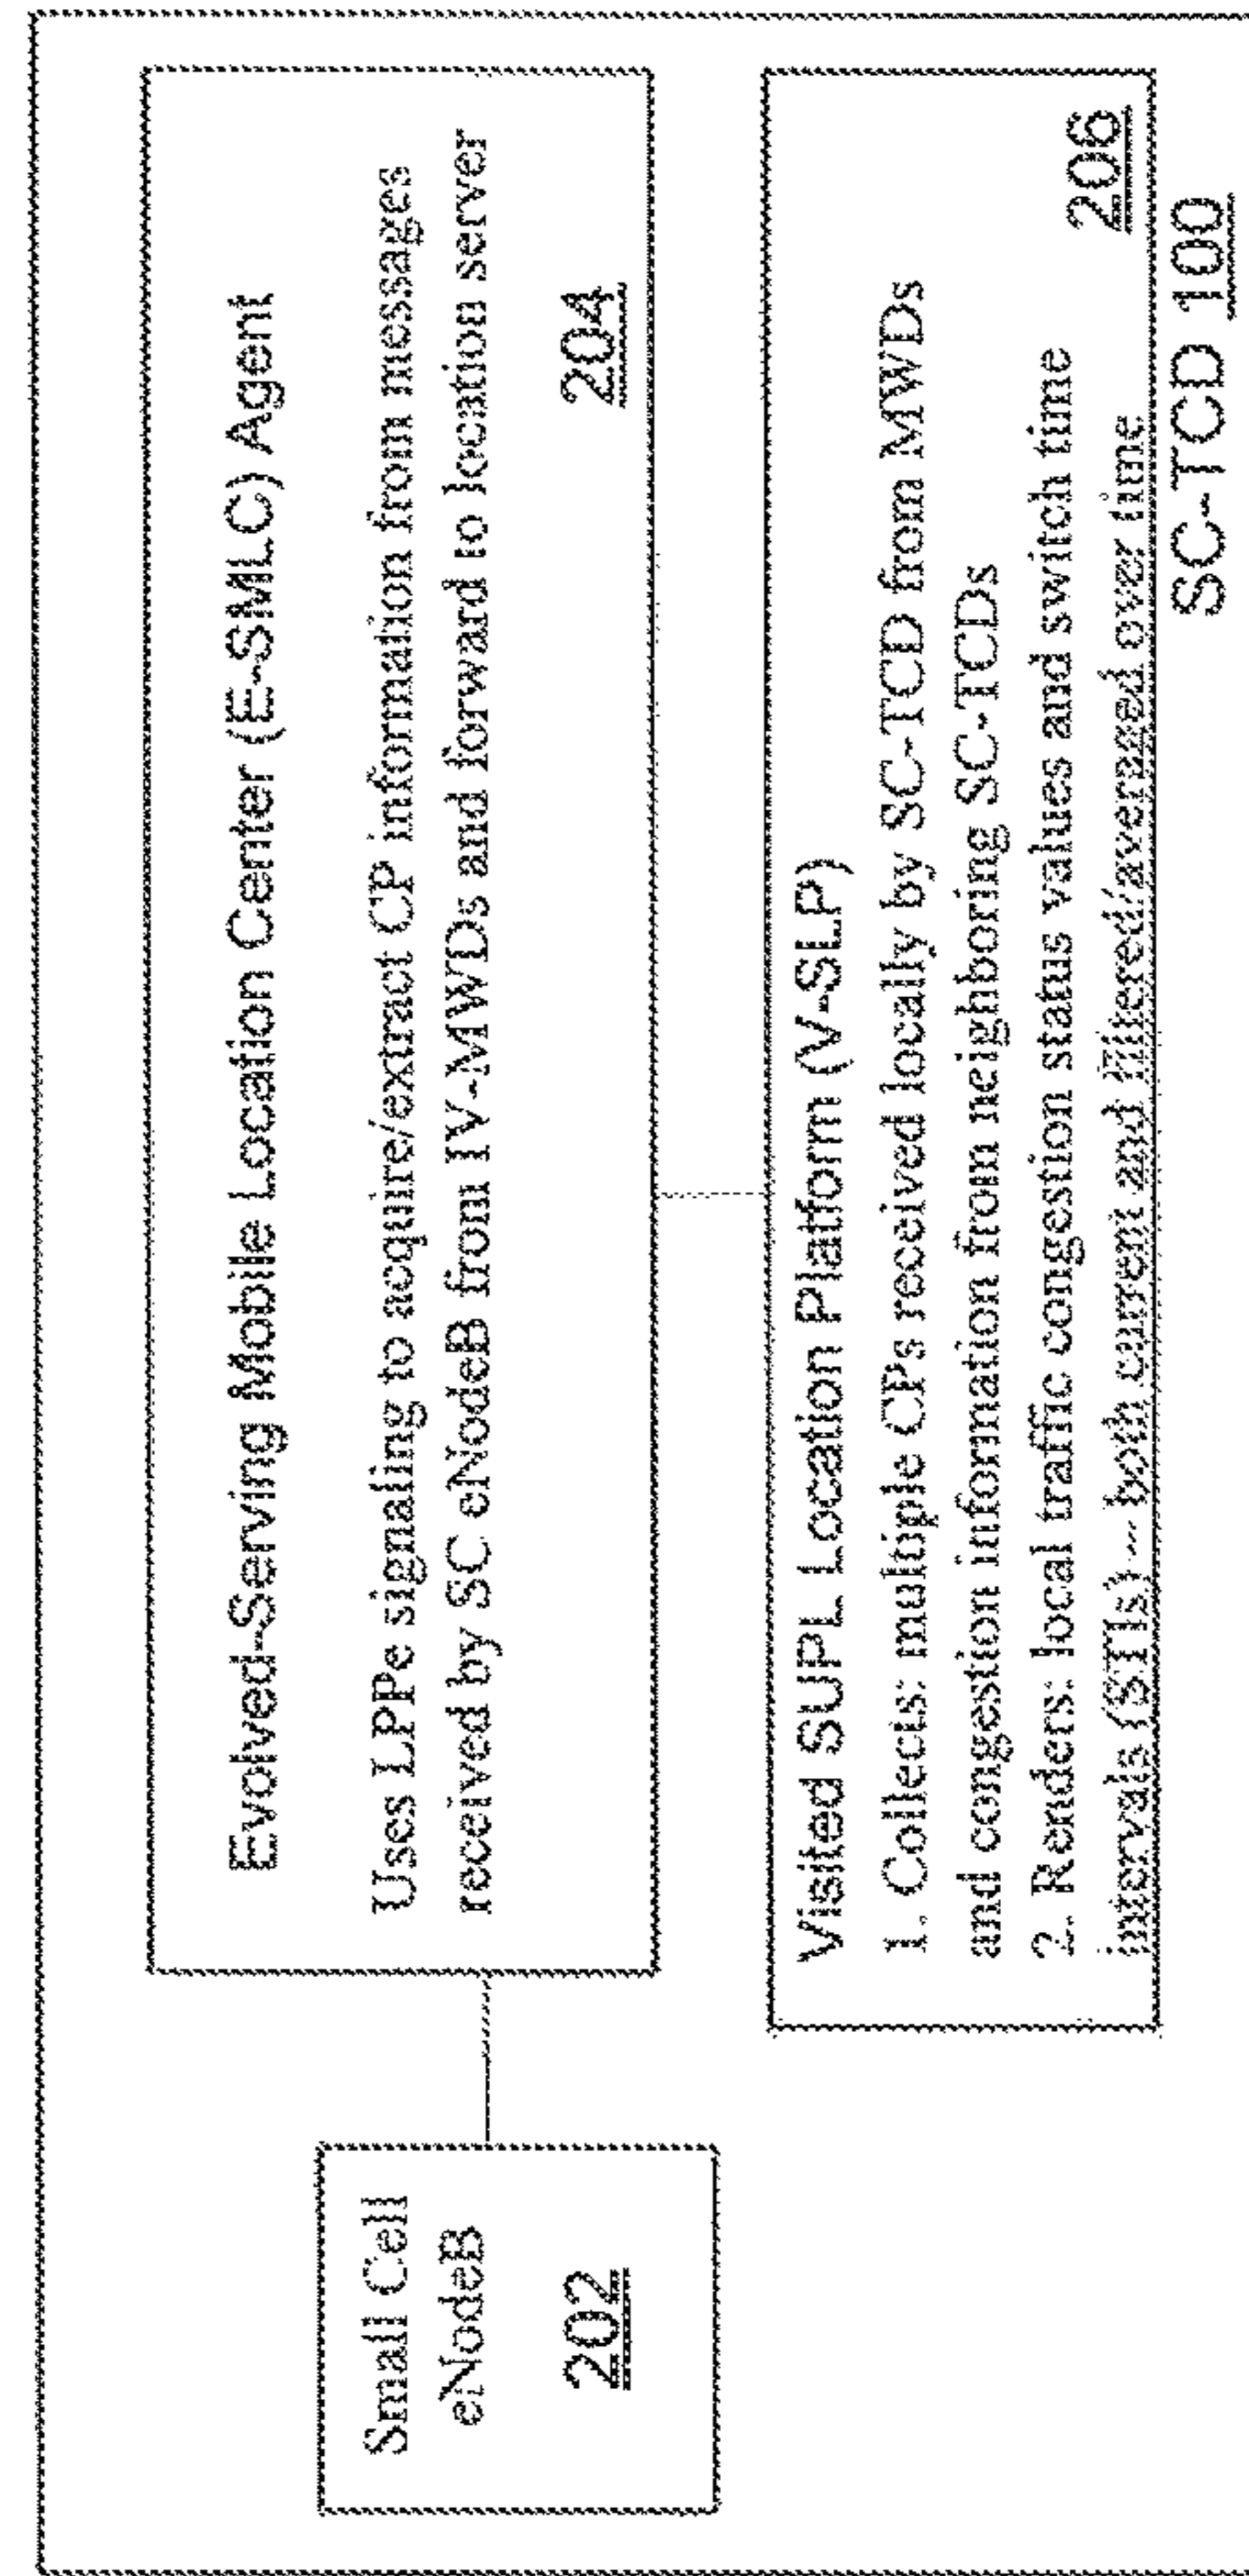 Evolved-Serving Mobile Location Center (E-SMLC) Agent
Uses LPPe signaling to acquire/extract CP information from messages
received by SC eNodeB from IV-MWDs and forward to location server
204
Small Cell
eNodeB
202
Visited SUPL Location Platform (V-SLP)
1. Collects: multiple CPs received locally by SC-TCD from MWDs
and congestion information from neighboring SC-TCDs
2. Renders: local traffic congestion status values and switch time
intervals (STIs) -- both current and filtered/averaged over time
206
SC-TCD 100